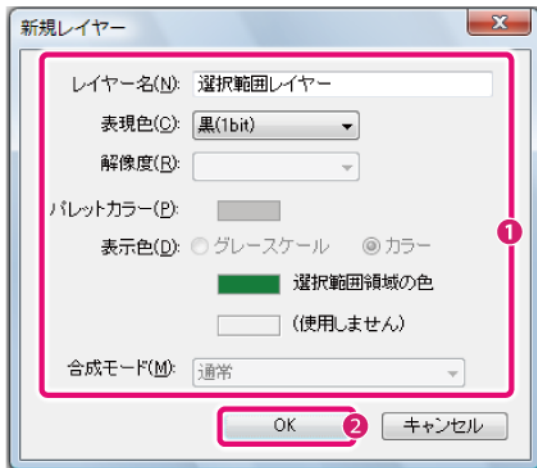 新規レイヤー
レイヤー名(N): 選択範囲レイヤー
表現色(C): 黒(1bit)
解像度(R):
パレットカラー(P):
表示色(D): グレースケール カラー
選択範囲領域の色
(使用しません)
合成モード(M): 通常
1
OK 2 キャンセル